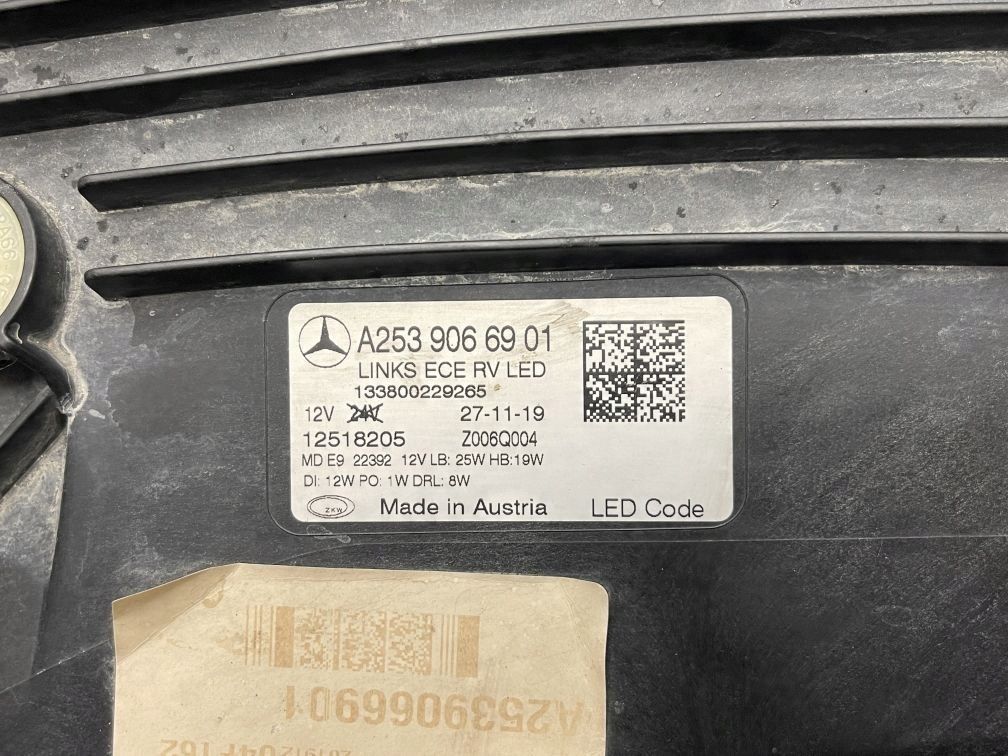 A253 906 69 01
LINKS ECE RV LED
133800229265
12V 24V 27-11-19
12518205 Z006Q004
MD E9 22392 12V LB: 25W HB:19W
DI: 12W PO: 1W DRL: 8W
ZKW Made in Austria LED Code
A2539066901